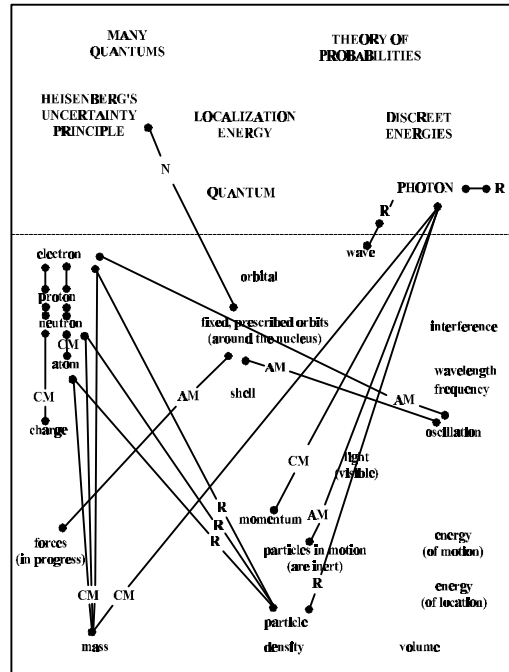 MANY
QUANTUMS
THEORY OF
PROBABILITIES
HEISENBERG'S
UNCERTAINTY
PRINCIPLE
LOCALIZATION
ENERGY
DISCREET
ENERGIES
N
QUANTUM
PHOTON
R
R
wave
electron
orbital
proton
neutron
fixed, prescribed orbits
(around the nucleus)
interference
CM
atom
AM
wavelength
frequency
CM
AM
shell
AM
charge
oscillation
CM
light
(visible)
R
momentum
AM
R
forces
(in progress)
R
particles in motion
(are inert)
energy
(of motion)
R
CM
CM
energy
(of location)
particle
mass
density
volume